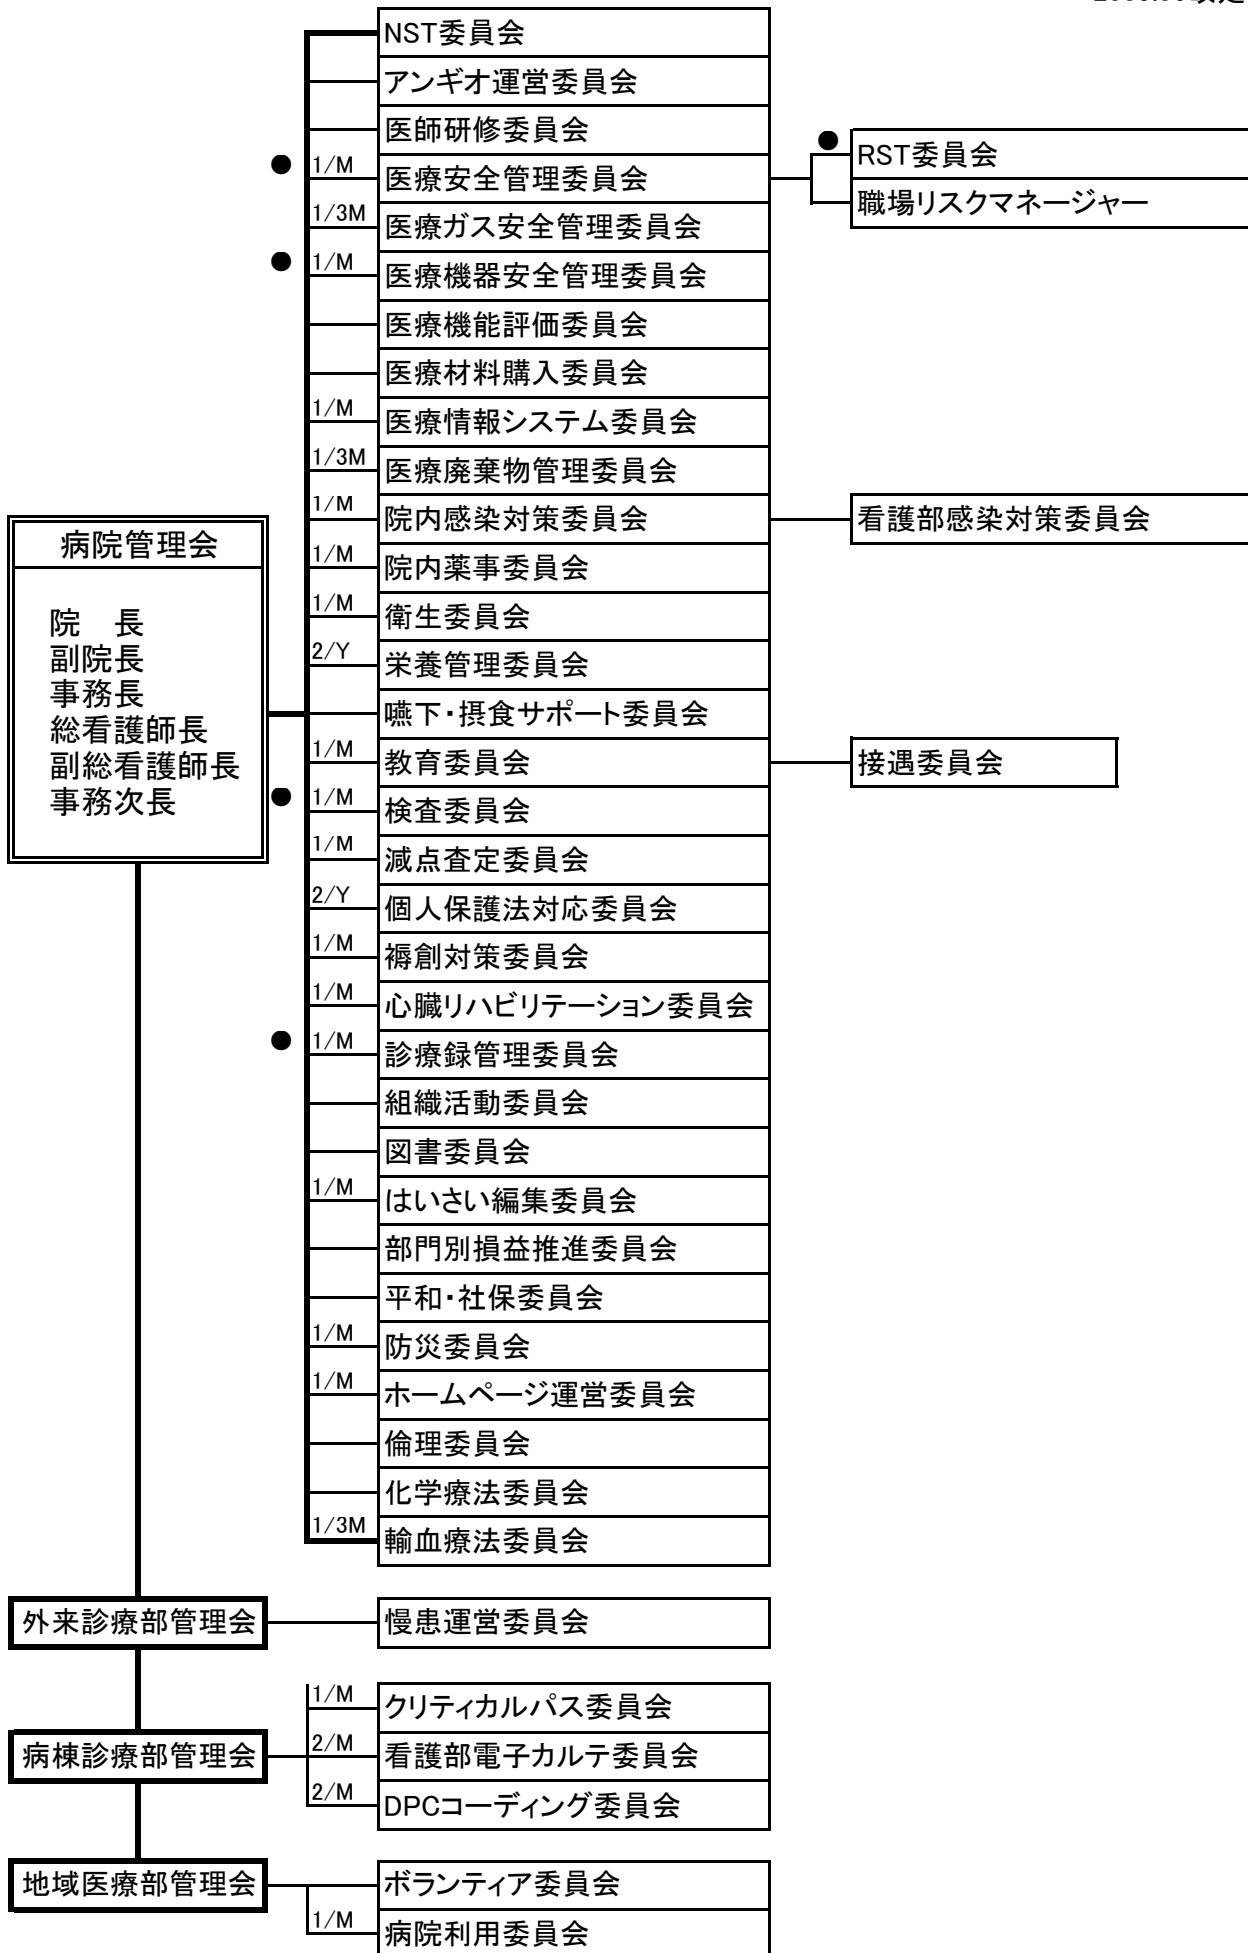 NST委員会
アンギオ運営委員会
医師研修委員会
● 1/M 医療安全管理委員会
● RST委員会
職場リスクマネージャー
1/3M 医療ガス安全管理委員会
● 1/M 医療機器安全管理委員会
医療機能評価委員会
医療材料購入委員会
1/M 医療情報システム委員会
1/3M 医療廃棄物管理委員会
1/M 院内感染対策委員会
看護部感染対策委員会
1/M 院内薬事委員会
1/M 衛生委員会
2/Y 栄養管理委員会
嚥下・摂食サポート委員会
1/M 教育委員会
接遇委員会
● 1/M 検査委員会
1/M 減点査定委員会
2/Y 個人保護法対応委員会
1/M 褥創対策委員会
1/M 心臓リハビリテーション委員会
● 1/M 診療録管理委員会
組織活動委員会
図書委員会
1/M はいさい編集委員会
部門別損益推進委員会
平和・社保委員会
1/M 防災委員会
1/M ホームページ運営委員会
倫理委員会
化学療法委員会
1/3M 輸血療法委員会
病院管理会
院　長
副院長
事務長
総看護師長
副総看護師長
事務次長
外来診療部管理会
慢患運営委員会
病棟診療部管理会
1/M クリティカルパス委員会
2/M 看護部電子カルテ委員会
2/M DPCコーディング委員会
地域医療部管理会
ボランティア委員会
1/M 病院利用委員会